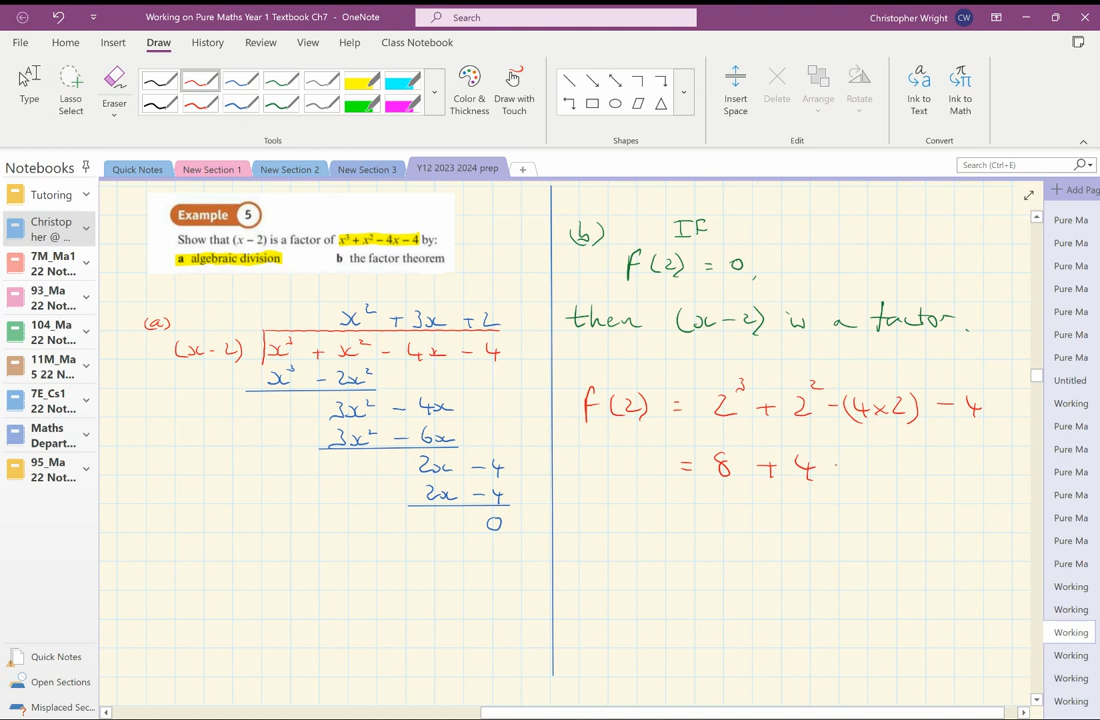 Working on Pure Maths Year 1 Textbook Ch7 - OneNote
Search
Christopher Wright
CW
File Home Insert Draw History Review View Help Class Notebook
Type
Lasso Select
Eraser
Color & Thickness
Draw with Touch
Insert Space
Delete
Arrange
Rotate
Ink to Text
Ink to Math
Tools
Shapes
Edit
Convert
Notebooks
Quick Notes
New Section 1
New Section 2
New Section 3
Y12 2023 2024 prep
Search (Ctrl+E)
Add Pag
Tutoring
Christop
her @ ...
7M_Ma1
22 Not...
93_Ma
22 Not...
104_Ma
22 Not...
11M_Ma
5 22 N...
7E_Cs1
22 Not...
Maths
Depart...
95_Ma
22 Not...
Quick Notes
Open Sections
Misplaced Sec...
Example 5
Show that (x − 2) is a factor of x³ + x² − 4x − 4 by:
a algebraic division b the factor theorem
(a)
x² + 3x + 2
(x-2) x³ + x² - 4x - 4
x³ - 2x²
3x² - 4x
3x² - 6x
2x - 4
2x - 4
0
(b) IF
f(2) = 0,
then (x-2) is a factor.
f(2) = 2³ + 2² -(4x2) - 4
= 8 + 4
Pure Ma
Pure Ma
Pure Ma
Pure Ma
Pure Ma
Pure Ma
Pure Ma
Untitled
Working
Pure Ma
Pure Ma
Pure Ma
Pure Ma
Pure Ma
Pure Ma
Pure Ma
Working
Working
Working
Working
Working
Working